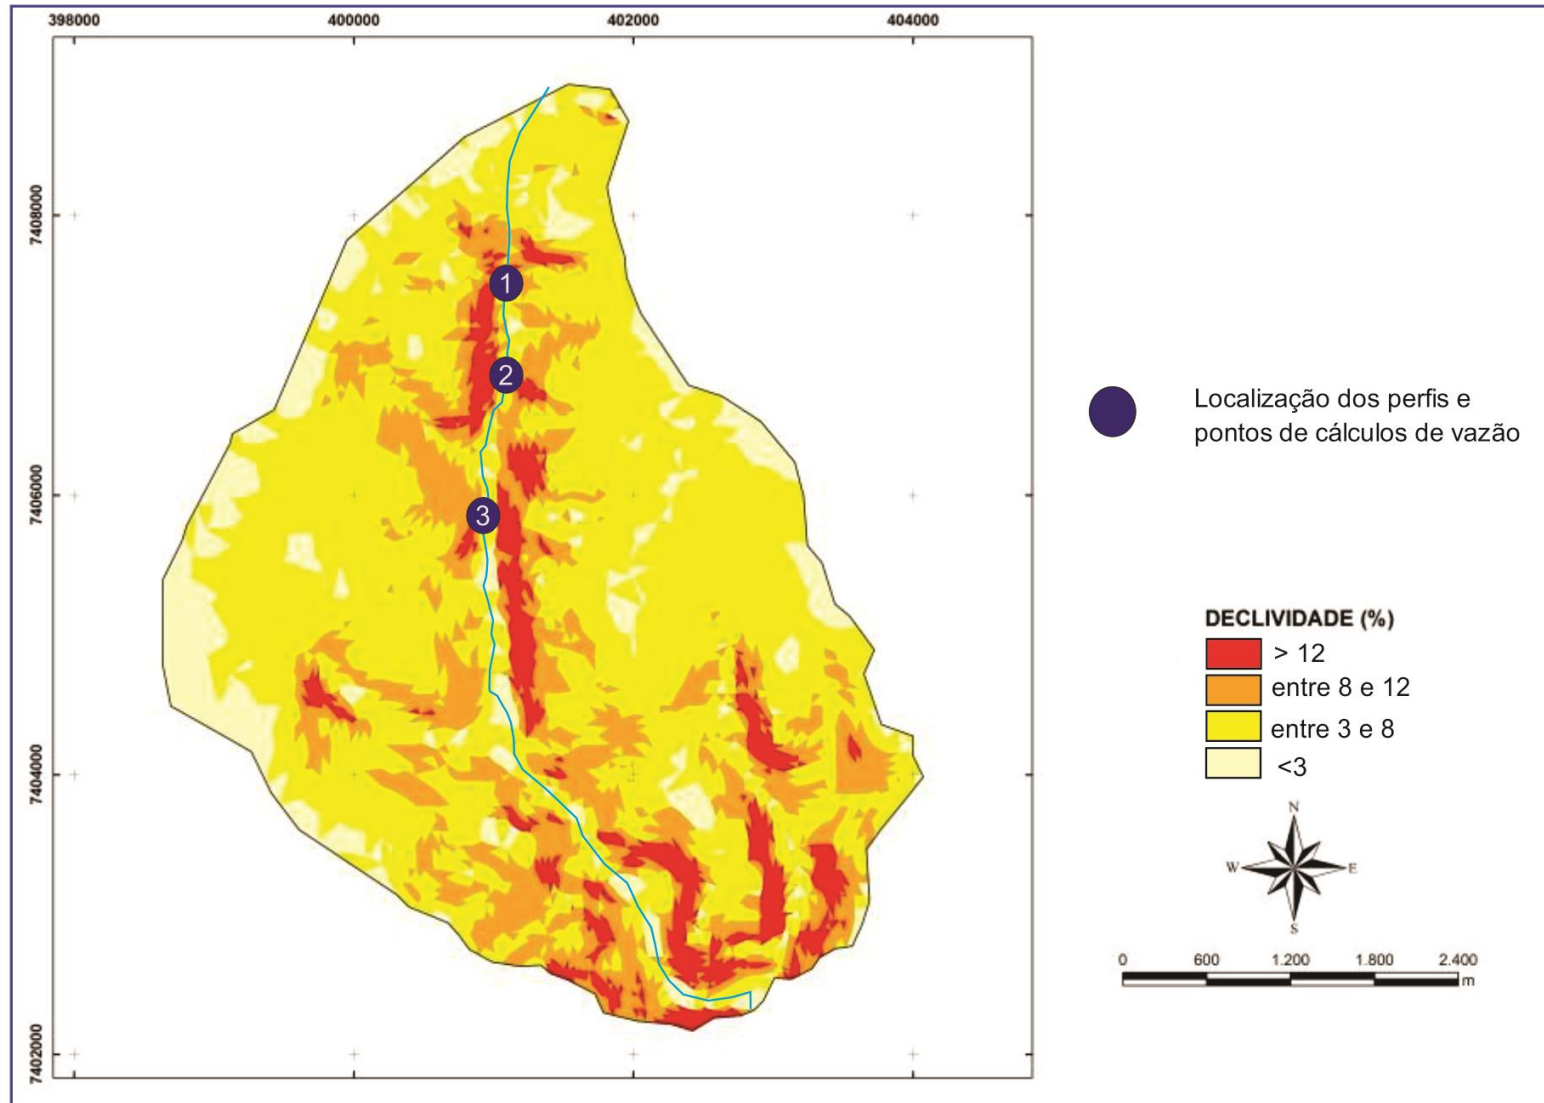 398000
400000
402000
404000
7408000
7406000
7404000
7402000
1
2
3
Localização dos perfis e
pontos de cálculos de vazão
DECLIVIDADE (%)
> 12
entre 8 e 12
entre 3 e 8
<3
N
W
E
S
0 600 1.200 1.800 2.400
m